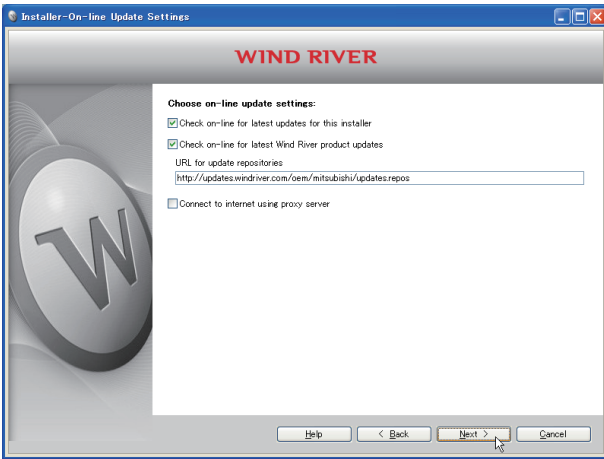 Installer-On-line Update Settings
WIND RIVER
W
Choose on-line update settings:
Check on-line for latest updates for this installer
Check on-line for latest Wind River product updates
URL for update repositories
http://updates.windriver.com/oem/mitsubishi/updates.repos
Connect to internet using proxy server
Help < Back Next > Cancel